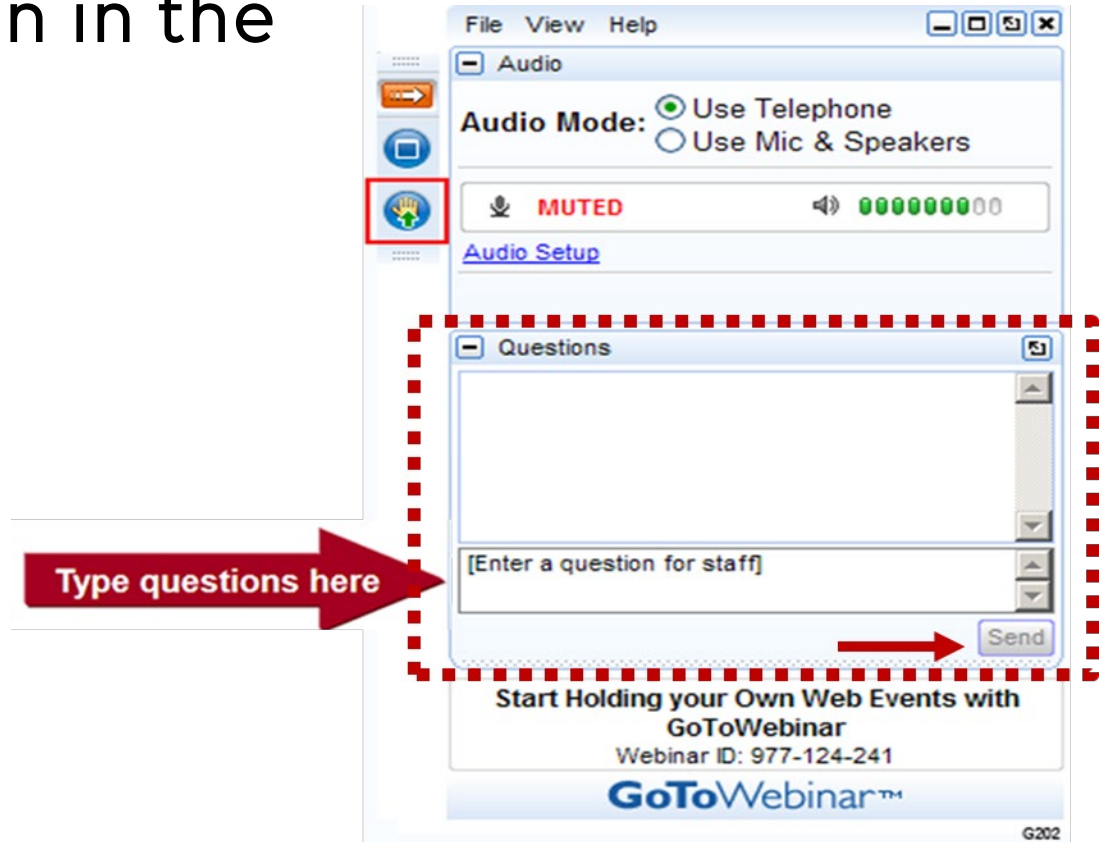 n in the
File View Help
Audio
Audio Mode: Use Telephone
Use Mic & Speakers
MUTED
Audio Setup
Questions
Type questions here
[Enter a question for staff]
Send
Start Holding your Own Web Events with
GoToWebinar
Webinar ID: 977-124-241
GoToWebinar™
G202